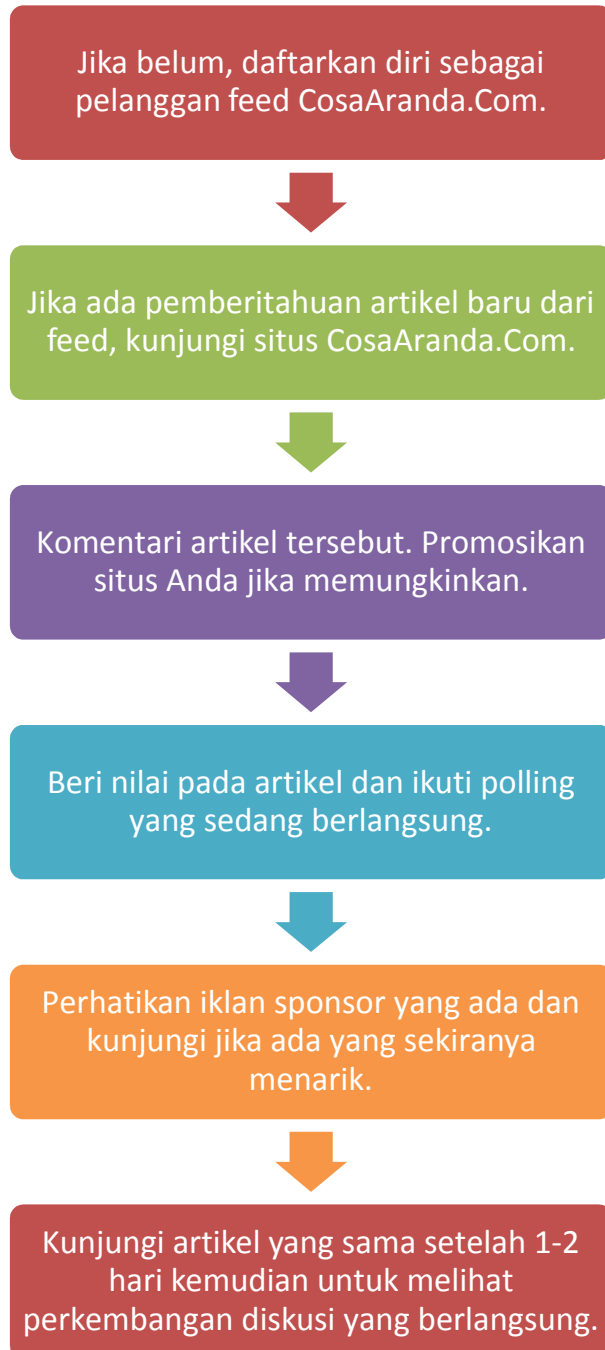 Jika belum, daftarkan diri sebagai
pelanggan feed CosaAranda.Com.
Jika ada pemberitahuan artikel baru dari
feed, kunjungi situs CosaAranda.Com.
Komentari artikel tersebut. Promosikan
situs Anda jika memungkinkan.
Beri nilai pada artikel dan ikuti polling
yang sedang berlangsung.
Perhatikan iklan sponsor yang ada dan
kunjungi jika ada yang sekiranya
menarik.
Kunjungi artikel yang sama setelah 1-2
hari kemudian untuk melihat
perkembangan diskusi yang berlangsung.